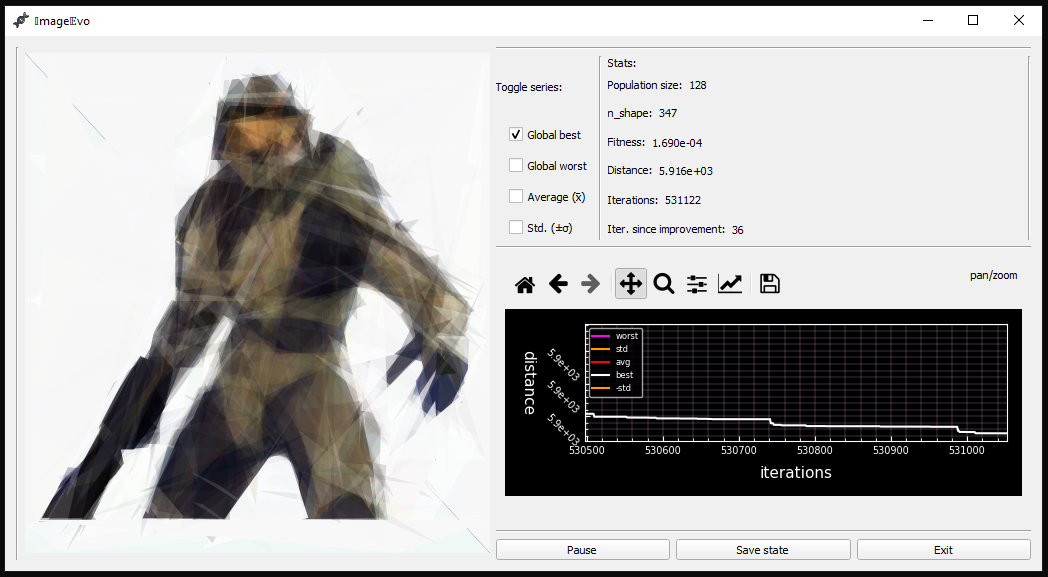 ImageEvo
Toggle series:
Global best
Global worst
Average (x̄)
Std. (±σ)
Stats:
Population size: 128
n_shape: 347
Fitness: 1.690e-04
Distance: 5.916e+03
Iterations: 531122
Iter. since improvement: 36
pan/zoom
worst
std
avg
best
-std
distance
5.9e+03
5.9e+03
5.9e+03
530500 530600 530700 530800 530900 531000
iterations
Pause Save state Exit